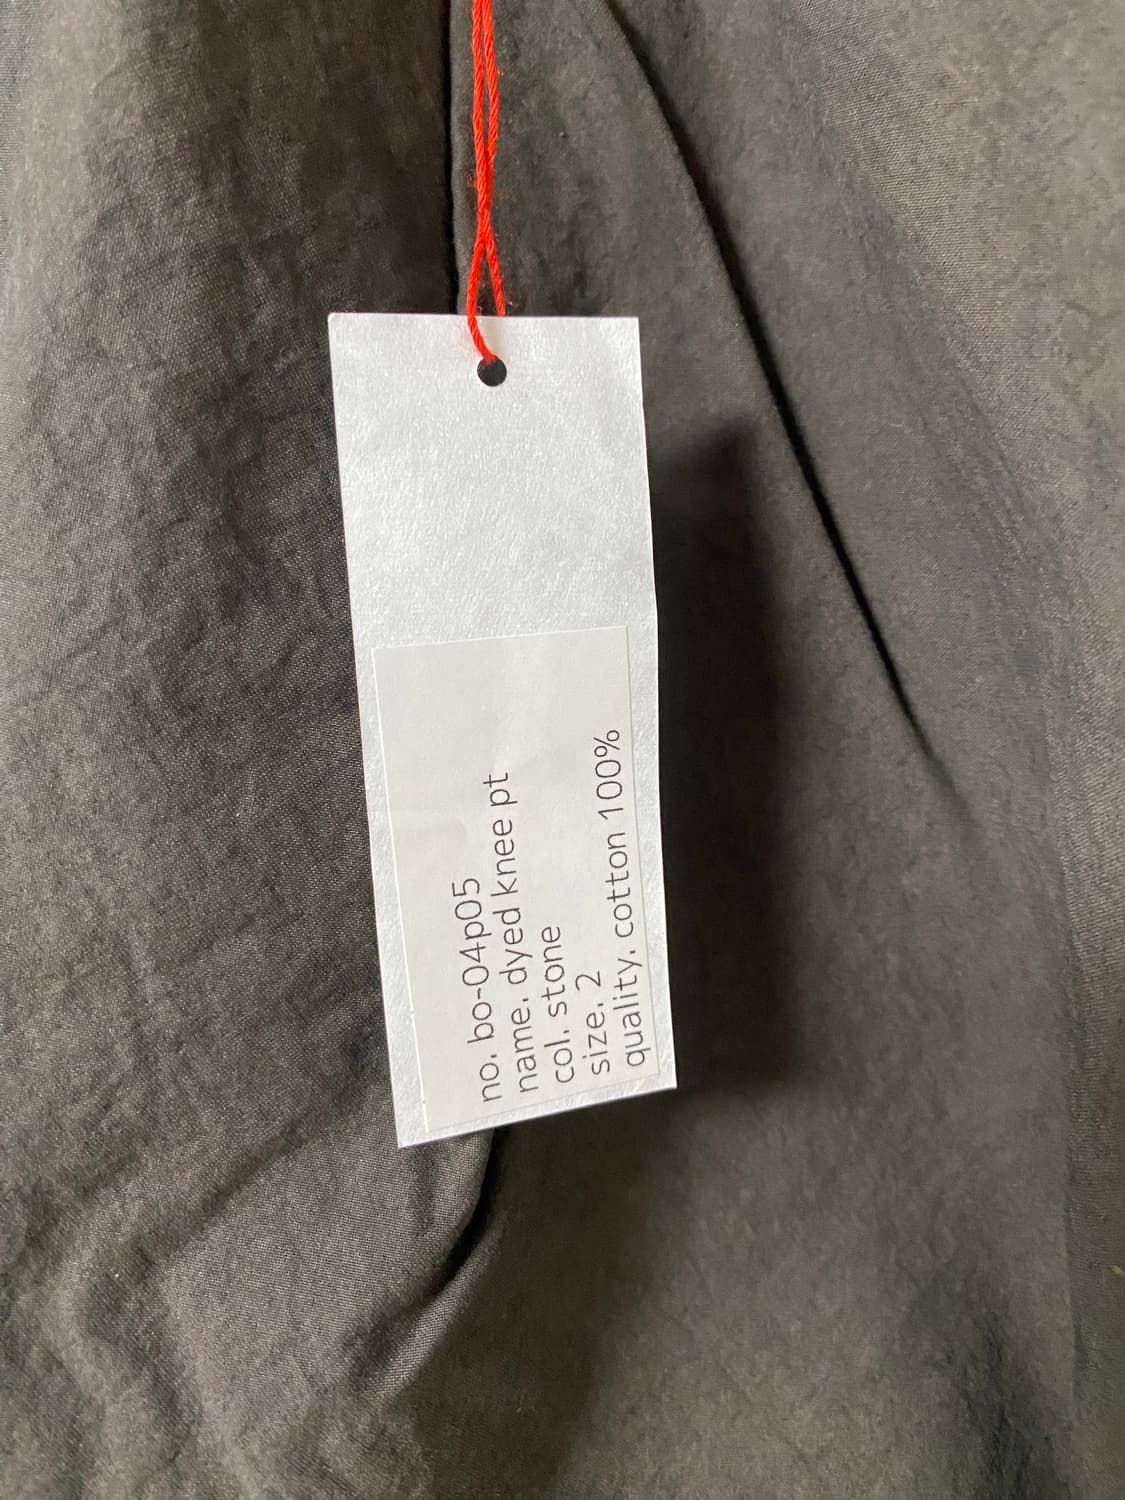 no. bo-04p05
name. dyed knee pt
col. stone
size. 2
quality. cotton 100%